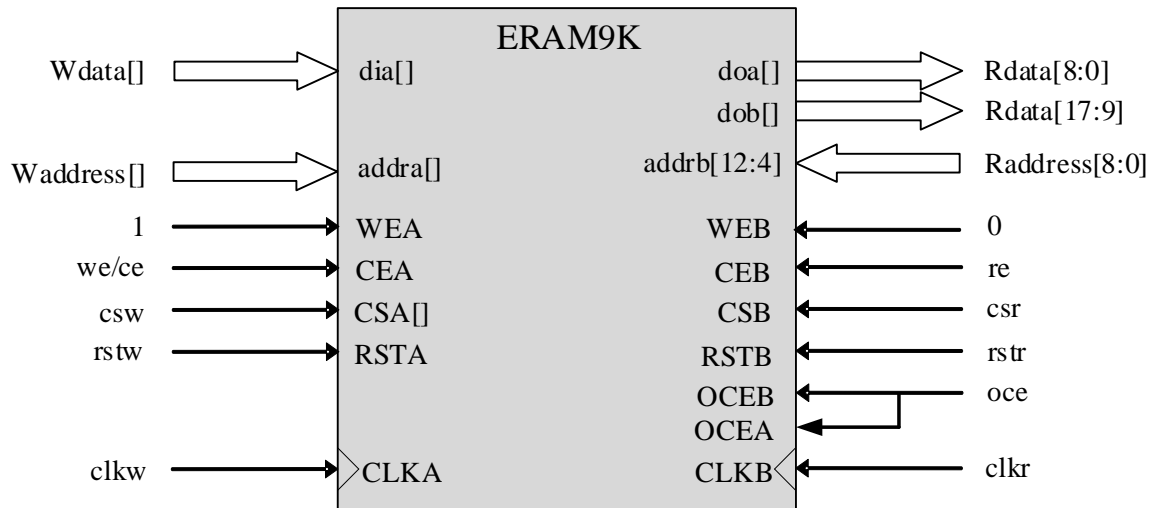 ERAM9K
Wdata[] dia[] doa[] Rdata[8:0]
dob[] Rdata[17:9]
Waddress[] addra[] addrb[12:4] Raddress[8:0]
1 WEA WEB 0
we/ce CEA CEB re
csw CSA[] CSB csr
rstw RSTA RSTB rstr
OCEB oce
OCEA
clkw CLKA CLKB clkr